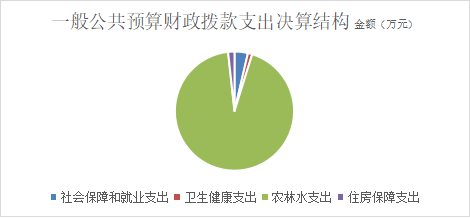 一般公共预算财政拨款支出决算结构 金额（万元）
社会保障和就业支出 卫生健康支出 农林水支出 住房保障支出